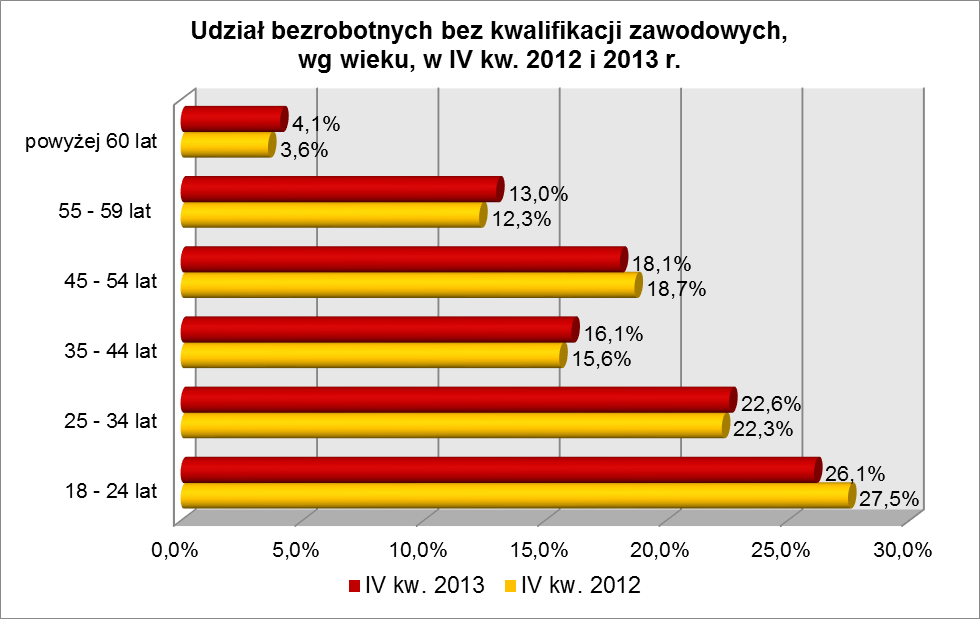 Udział bezrobotnych bez kwalifikacji zawodowych,
wg wieku, w IV kw. 2012 i 2013 r.
powyżej 60 lat
4,1%
3,6%
55 - 59 lat
13,0%
12,3%
45 - 54 lat
18,1%
18,7%
35 - 44 lat
16,1%
15,6%
25 - 34 lat
22,6%
22,3%
18 - 24 lat
26,1%
27,5%
0,0% 5,0% 10,0% 15,0% 20,0% 25,0% 30,0%
IV kw. 2013 IV kw. 2012